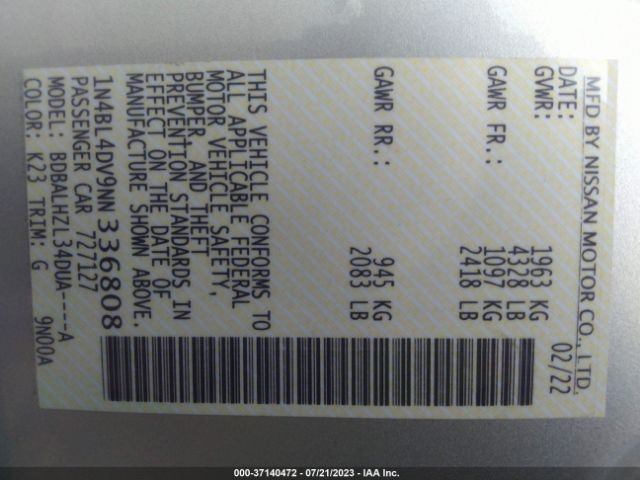 MFD BY NISSAN MOTOR CO., LTD.
DATE: 02/22
GVWR: 1963 KG
4328 LB
GAWR FR.: 1097 KG
2418 LB
GAWR RR.: 945 KG
2083 LB
THIS VEHICLE CONFORMS TO
ALL APPLICABLE FEDERAL
MOTOR VEHICLE SAFETY,
BUMPER, AND THEFT
PREVENTION STANDARDS IN
EFFECT ON THE DATE OF
MANUFACTURE SHOWN ABOVE.
1N4BL4DV9NN336808
PASSENGER CAR 727127
MODEL: BDBALHZL34DUA----A
COLOR: K23 TRIM: G 9N00A
000-37140472 - 07/21/2023 - IAA Inc.